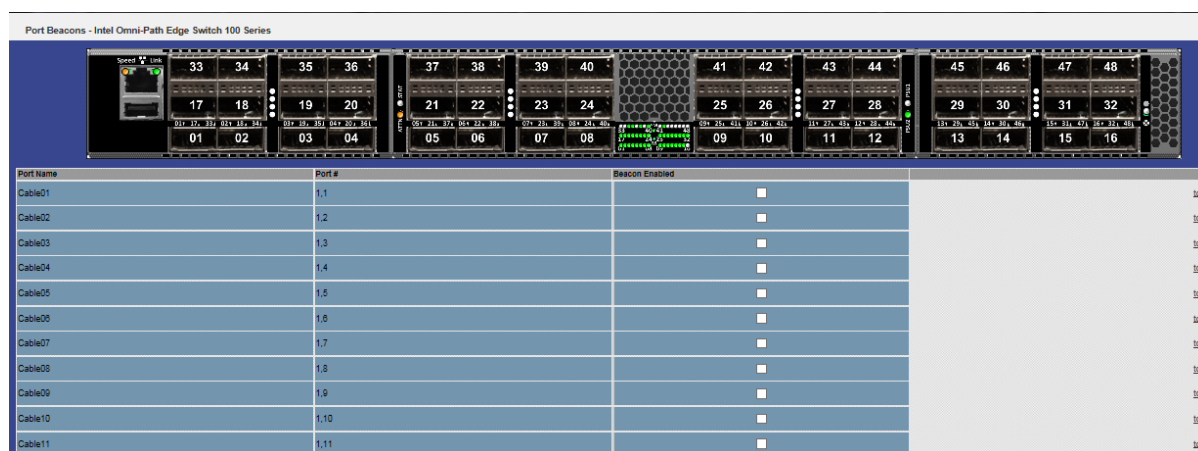 Port Beacons - Intel Omni-Path Edge Switch 100 Series
Speed Link
33 34 35 36 37 38 39 40 41 42 43 44 45 46 47 48
STAT PSU1
17 18 19 20 21 22 23 24 25 26 27 28 29 30 31 32
ATTN PSU2
01 02 03 04 05 06 07 08 09 10 11 12 13 14 15 16
Port Name Port # Beacon Enabled
Cable01 1,1
Cable02 1,2
Cable03 1,3
Cable04 1,4
Cable05 1,5
Cable06 1,6
Cable07 1,7
Cable08 1,8
Cable09 1,9
Cable10 1,10
Cable11 1,11